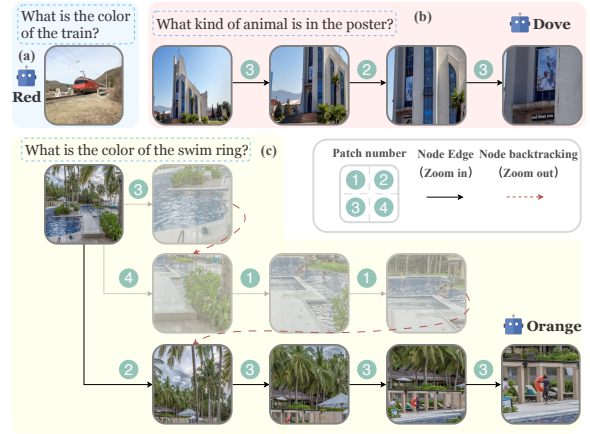 What is the color
of the train?
(a)
Red
What kind of animal is in the poster?
(b)
Dove
3
2
3
What is the color of the swim ring?
(c)
Patch number
1
2
3
4
Node Edge
(Zoom in)
Node backtracking
(Zoom out)
3
4
1
1
Orange
2
3
3
3